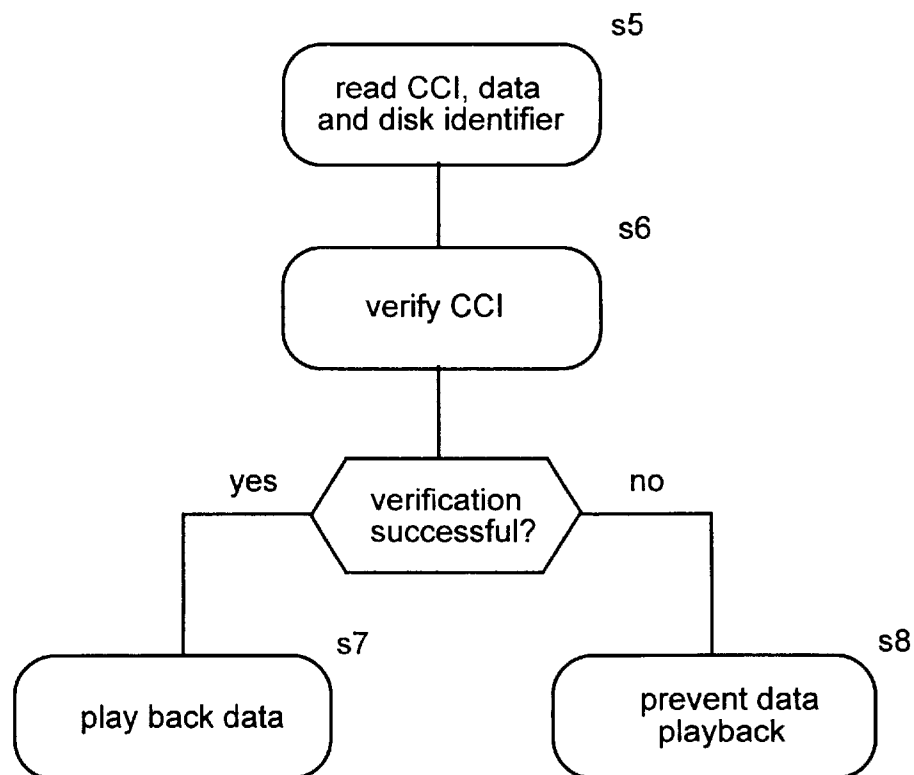 s5
read CCI, data
and disk identifier
s6
verify CCI
yes
verification
successful?
no
s7
play back data
s8
prevent data
playback